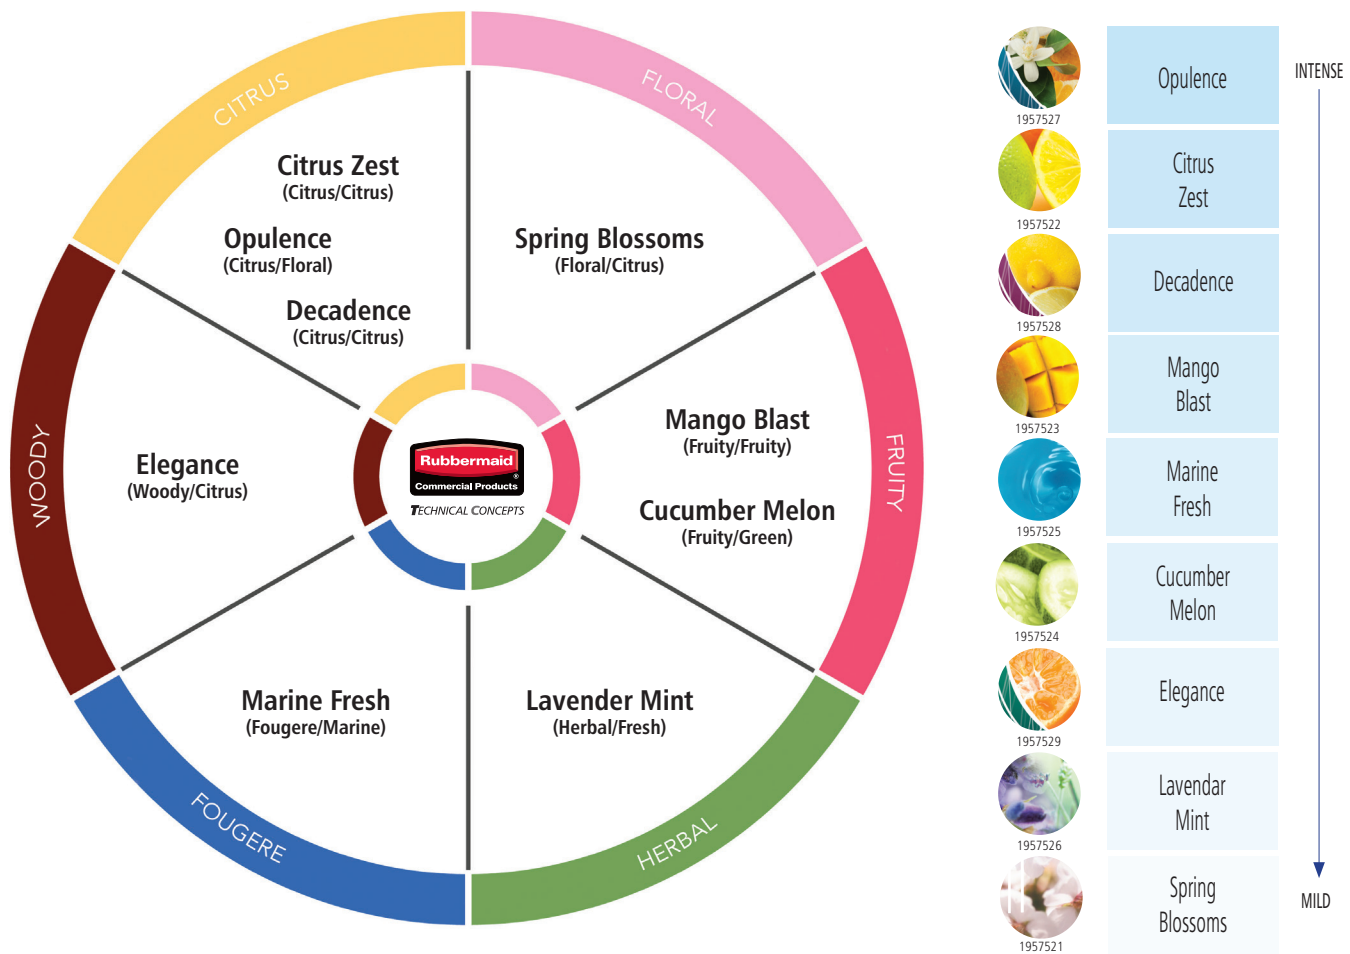 CITRUS
FLORAL
FRUITY
HERBAL
FOUGERE
WOODY
Citrus Zest
(Citrus/Citrus)
Opulence
(Citrus/Floral)
Decadence
(Citrus/Citrus)
Spring Blossoms
(Floral/Citrus)
Mango Blast
(Fruity/Fruity)
Cucumber Melon
(Fruity/Green)
Lavender Mint
(Herbal/Fresh)
Marine Fresh
(Fougere/Marine)
Elegance
(Woody/Citrus)
Rubbermaid
®
Commercial Products
TECHNICAL CONCEPTS
1957527
Opulence
INTENSE
1957522
Citrus
Zest
1957528
Decadence
1957523
Mango
Blast
1957525
Marine
Fresh
1957524
Cucumber
Melon
1957529
Elegance
1957526
Lavendar
Mint
1957521
Spring
Blossoms
MILD